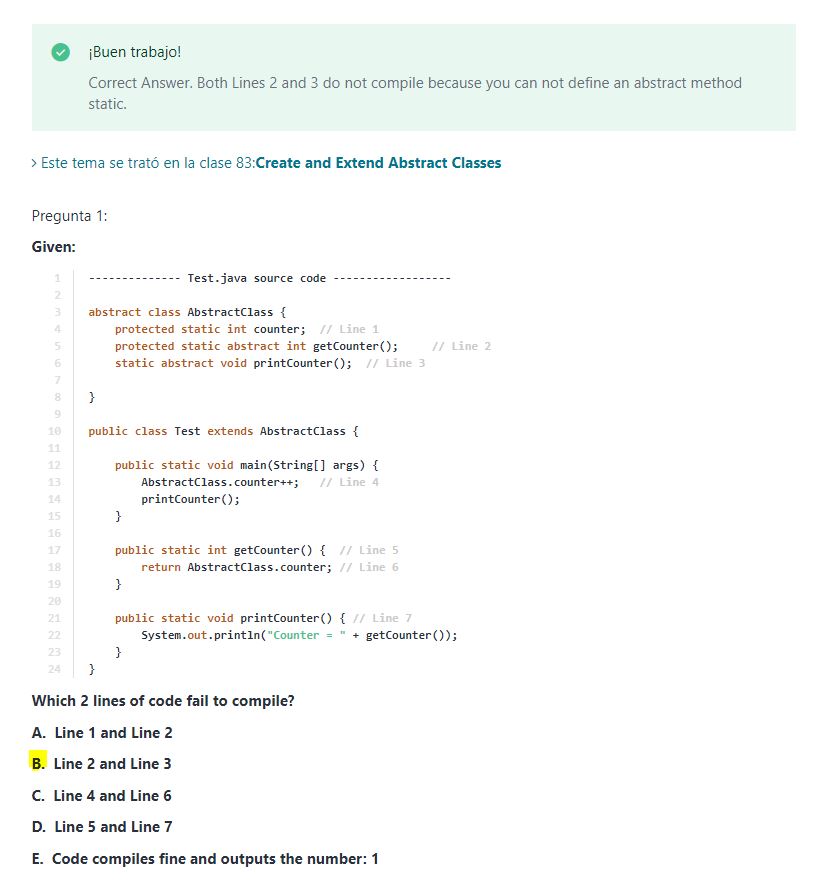 ¡Buen trabajo!
Correct Answer. Both Lines 2 and 3 do not compile because you can not define an abstract method
static.
> Este tema se trató en la clase 83:Create and Extend Abstract Classes
Pregunta 1:
Given:
1 -------------- Test.java source code ------------------
2
3 abstract class AbstractClass {
4     protected static int counter;  // Line 1
5     protected static abstract int getCounter();     // Line 2
6     static abstract void printCounter();  // Line 3
7
8 }
9
10 public class Test extends AbstractClass {
11
12     public static void main(String[] args) {
13         AbstractClass.counter++;   // Line 4
14         printCounter();
15     }
16
17     public static int getCounter() {  // Line 5
18         return AbstractClass.counter; // Line 6
19     }
20
21     public static void printCounter() { // Line 7
22         System.out.println("Counter = " + getCounter());
23     }
24 }
Which 2 lines of code fail to compile?
A. Line 1 and Line 2
B. Line 2 and Line 3
C. Line 4 and Line 6
D. Line 5 and Line 7
E. Code compiles fine and outputs the number: 1